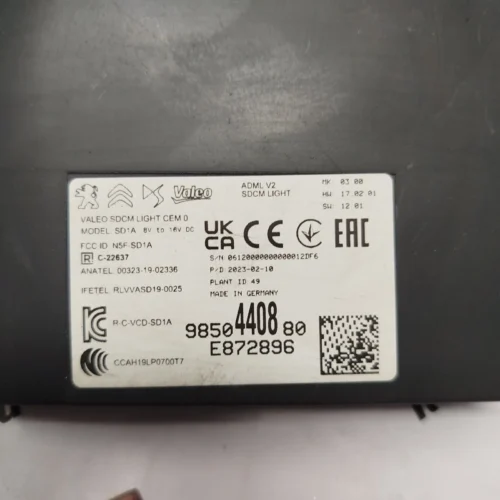 Valeo
ADML V2
SDCM LIGHT
MK: 03 00
HW: 17 02 01
SW: 12 01
VALEO SDCM LIGHT CEM 0
MODEL: SD1A 8V to 16V DC
FCC ID: N5F-SD1A
R C-22637
ANATEL: 00323-19-02336
IFETEL: RLVVASD19-0025
UK CA CE EAC
S/N 0612000000000000012DF6
P/D 2023-02-10
PLANT ID 49
MADE IN GERMANY
R-C-VCD-SD1A
CCAH19LP0700T7
9850 4408 80
E872896